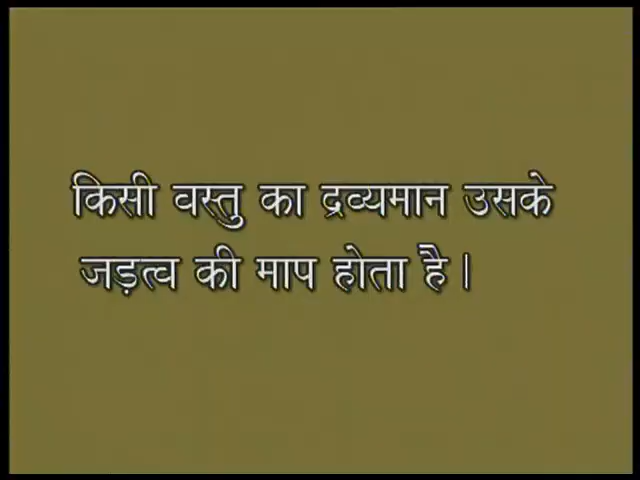 किसी वस्तु का द्रव्यमान उसके
जड़त्व की माप होता है।